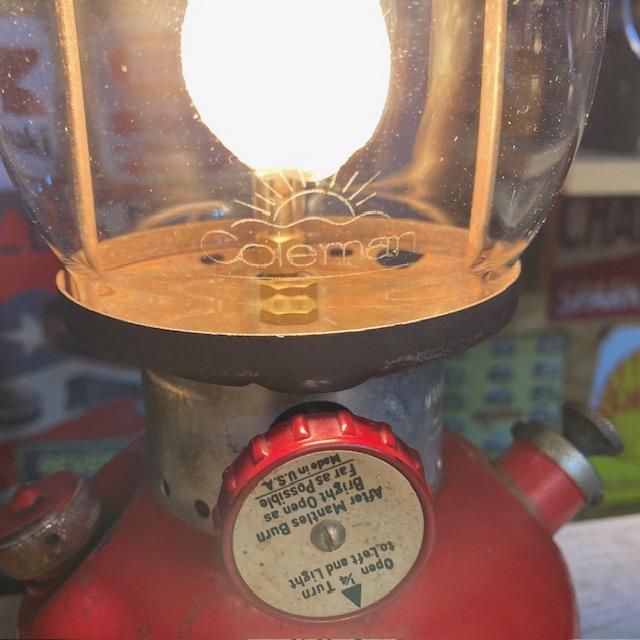 Coleman
Open ¼ Turn
to Left and Light
After Mantles Burn
Bright Open as
Far as Possible
Made in U.S.A.
SPARK